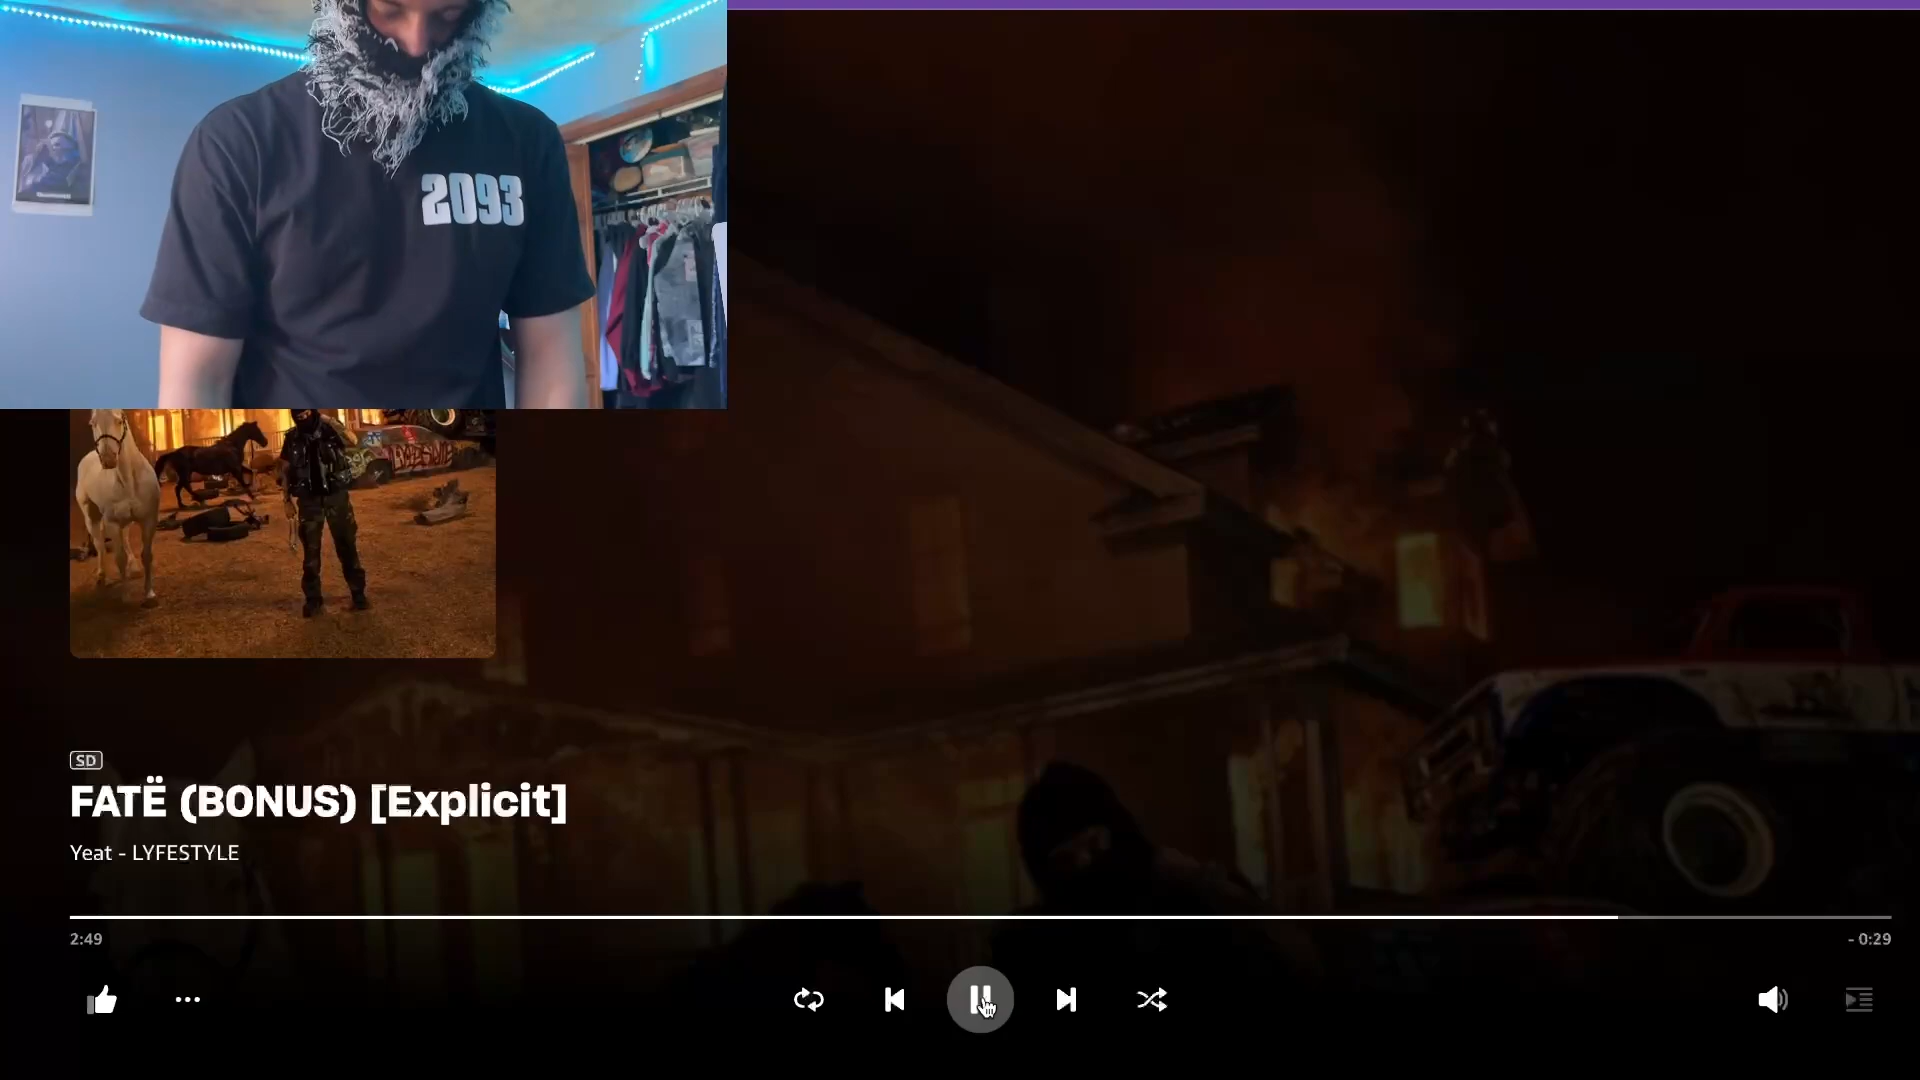 2093
SD
FATË (BONUS) [Explicit]
Yeat - LYFESTYLE
2:49
- 0:29